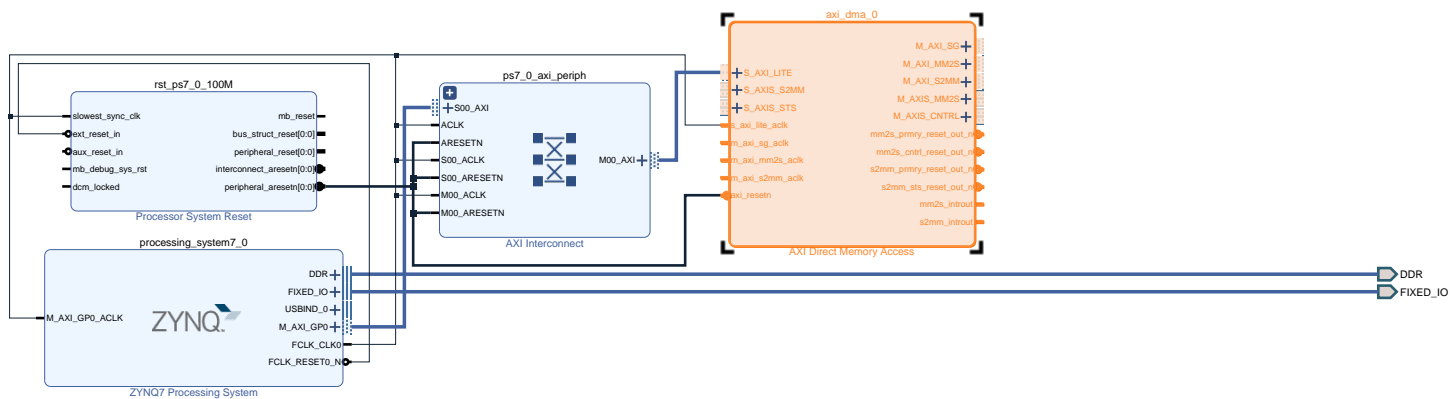 rst_ps7_0_100M
slowest_sync_clk
ext_reset_in
aux_reset_in
mb_debug_sys_rst
dcm_locked
mb_reset
bus_struct_reset[0:0]
peripheral_reset[0:0]
interconnect_aresetn[0:0]
peripheral_aresetn[0:0]
Processor System Reset
processing_system7_0
M_AXI_GP0_ACLK
ZYNQ
DDR
FIXED_IO
USBIND_0
M_AXI_GP0
FCLK_CLK0
FCLK_RESET0_N
ZYNQ7 Processing System
ps7_0_axi_periph
S00_AXI
ACLK
ARESETN
S00_ACLK
S00_ARESETN
M00_ACLK
M00_ARESETN
M00_AXI
AXI Interconnect
axi_dma_0
S_AXI_LITE
S_AXIS_S2MM
S_AXIS_STS
s_axi_lite_aclk
m_axi_sg_aclk
m_axi_mm2s_aclk
m_axi_s2mm_aclk
axi_resetn
M_AXI_SG
M_AXI_MM2S
M_AXI_S2MM
M_AXIS_MM2S
M_AXIS_CNTRL
mm2s_prmry_reset_out_n
mm2s_cntrl_reset_out_n
s2mm_prmry_reset_out_n
s2mm_sts_reset_out_n
mm2s_introut
s2mm_introut
AXI Direct Memory Access
DDR
FIXED_IO